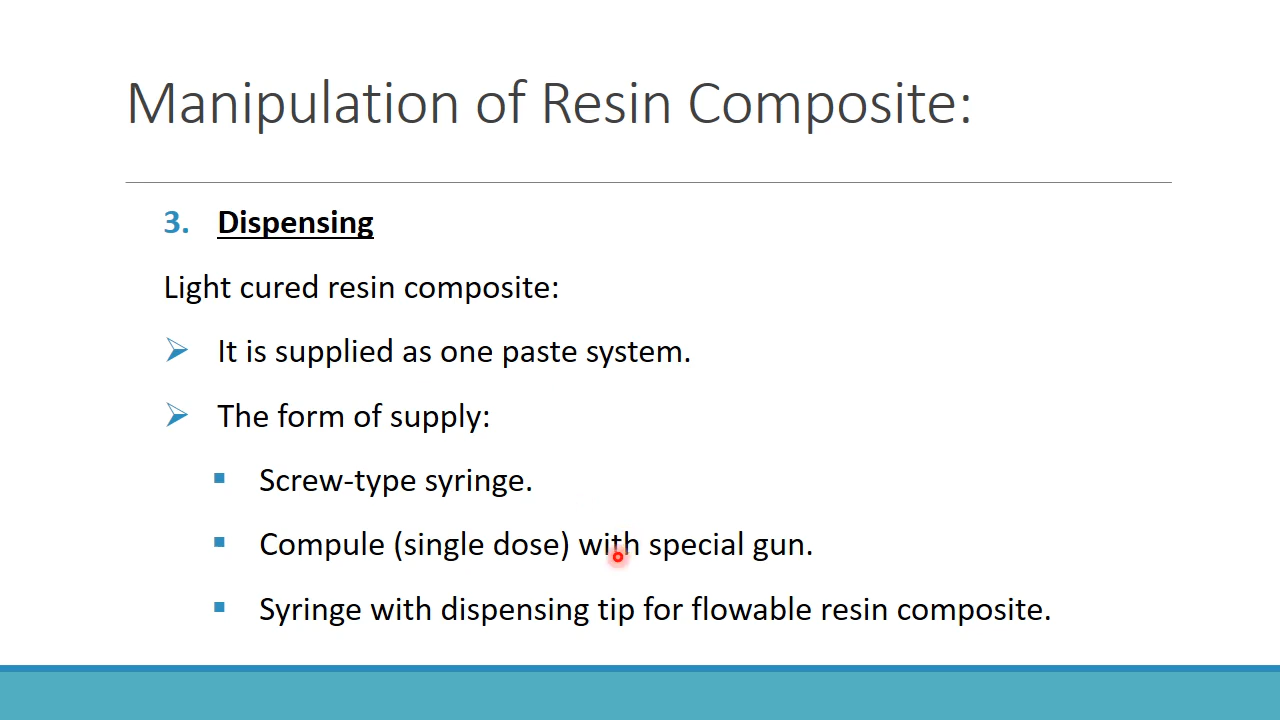 Manipulation of Resin Composite:
3. Dispensing
Light cured resin composite:
It is supplied as one paste system.
The form of supply:
Screw-type syringe.
Compule (single dose) with special gun.
Syringe with dispensing tip for flowable resin composite.